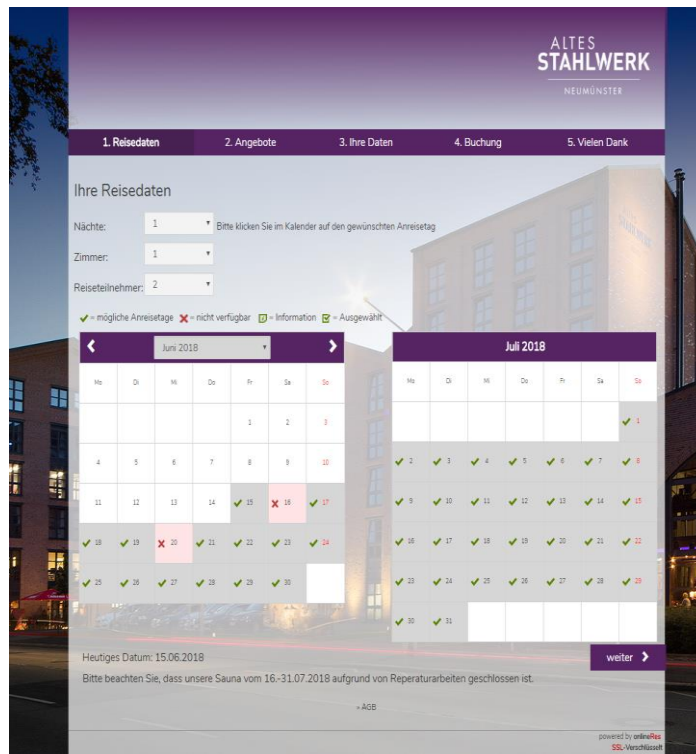 ALTES
STAHLWERK
NEUMÜNSTER
1. Reisedaten 2. Angebote 3. Ihre Daten 4. Buchung 5. Vielen Dank
Ihre Reisedaten
Nächte: 1 Bitte klicken Sie im Kalender auf den gewünschten Anreisetag
Zimmer: 1
Reiseteilnehmer: 2
= mögliche Anreisetage = nicht verfügbar = Information = Ausgewählt
Juni 2018
Mo Di Mi Do Fr Sa So
1 2 3
4 5 6 7 8 9 10
11 12 13 14 15 16 17
18 19 20 21 22 23 24
25 26 27 28 29 30
Juli 2018
Mo Di Mi Do Fr Sa So
1
2 3 4 5 6 7 8
9 10 11 12 13 14 15
16 17 18 19 20 21 22
23 24 25 26 27 28 29
30 31
Heutiges Datum: 15.06.2018
weiter
Bitte beachten Sie, dass unsere Sauna vom 16.-31.07.2018 aufgrund von Reperaturarbeiten geschlossen ist.
» AGB
powered by onlineRes
SSL-Verschlüsselt